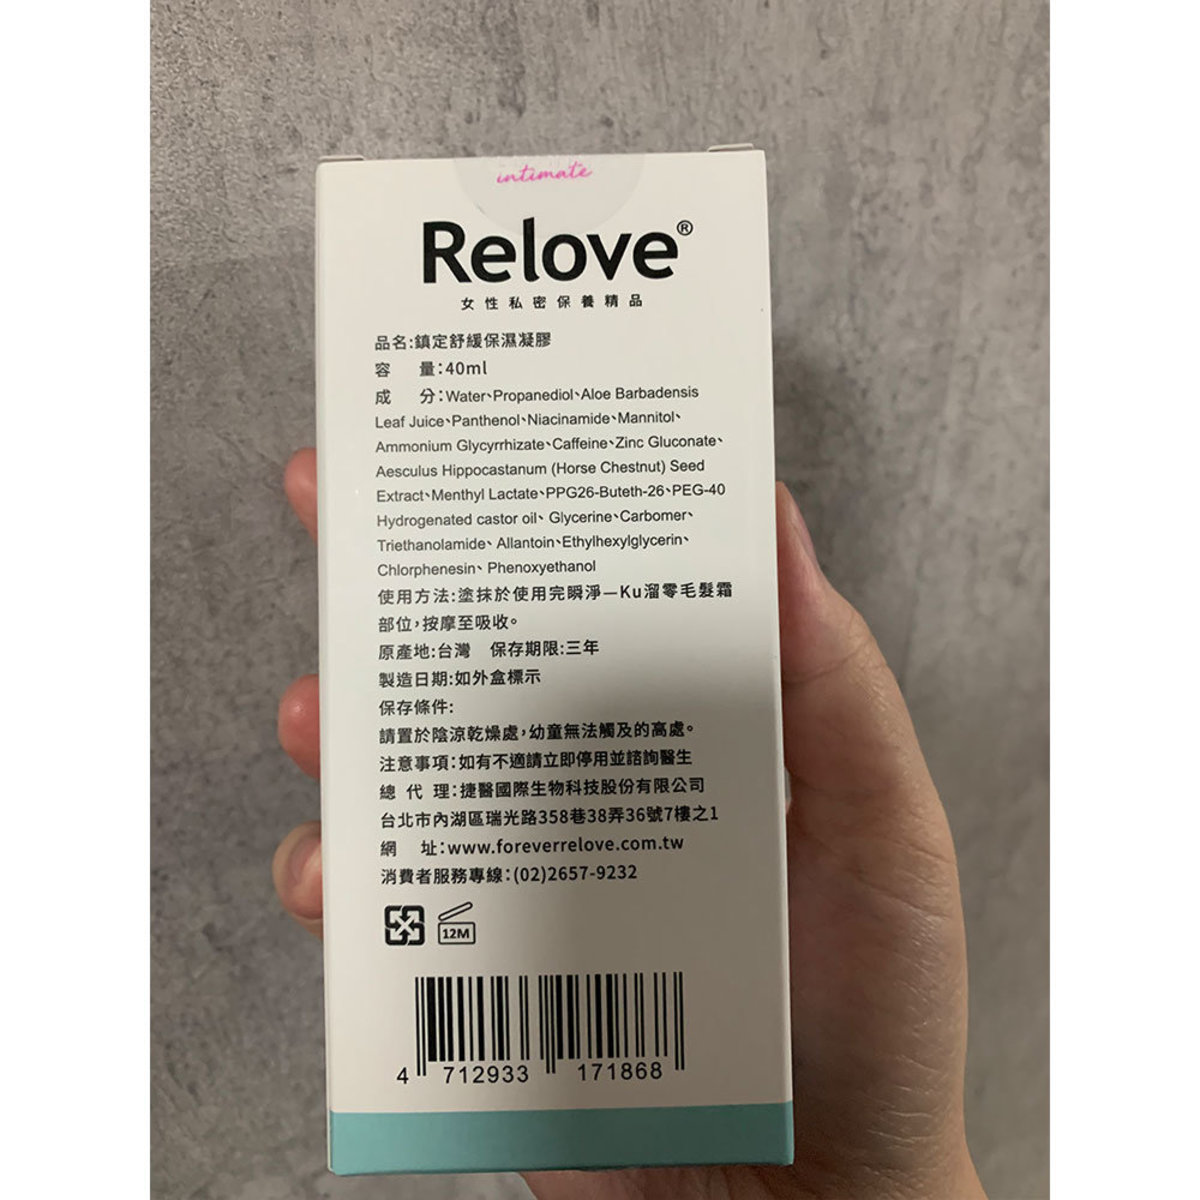 intimate
Relove®
女性私密保養精品
品名:鎮定舒緩保濕凝膠
容 量:40ml
成 分:Water、Propanediol、Aloe Barbadensis
Leaf Juice、Panthenol、Niacinamide、Mannitol、
Ammonium Glycyrrhizate、Caffeine、Zinc Gluconate、
Aesculus Hippocastanum (Horse Chestnut) Seed
Extract、Menthyl Lactate、PPG26-Buteth-26、PEG-40
Hydrogenated castor oil、Glycerine、Carbomer、
Triethanolamide、Allantoin、Ethylhexylglycerin、
Chlorphenesin、Phenoxyethanol
使用方法:塗抹於使用完瞬淨—Ku溜零毛髮霜
部位,按摩至吸收。
原產地:台灣 保存期限:三年
製造日期:如外盒標示
保存條件:
請置於陰涼乾燥處,幼童無法觸及的高處。
注意事項:如有不適請立即停用並諮詢醫生
總 代 理:捷醫國際生物科技股份有限公司
台北市內湖區瑞光路358巷38弄36號7樓之1
網 址:www.foreverrelove.com.tw
消費者服務專線:(02)2657-9232
12M
4 712933 171868